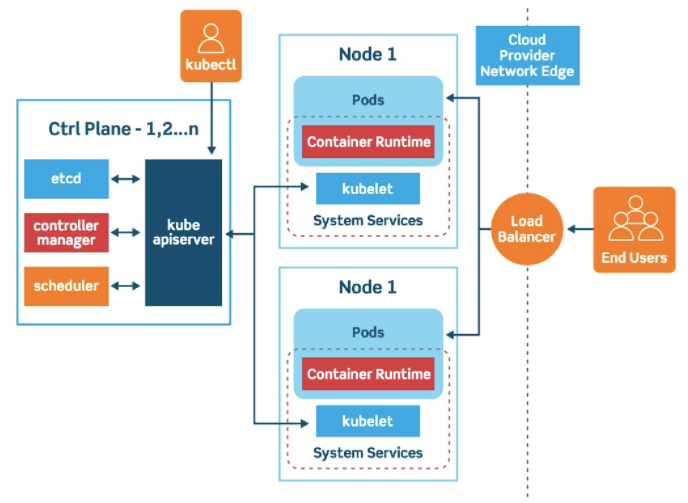 kubectl
Ctrl Plane - 1,2...n
etcd
controller
manager
scheduler
kube
apiserver
Node 1
Pods
Container Runtime
kubelet
System Services
Node 1
Pods
Container Runtime
kubelet
System Services
Cloud
Provider
Network Edge
Load
Balancer
End Users